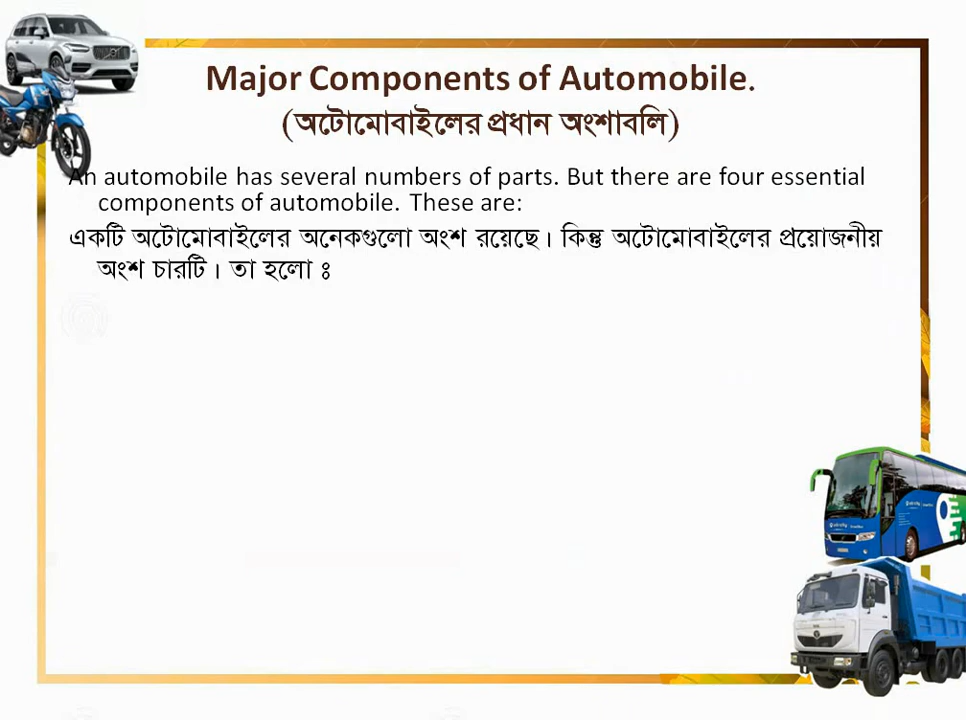 Major Components of Automobile.
(অটোমোবাইলের প্রধান অংশাবলি)
An automobile has several numbers of parts. But there are four essential
components of automobile. These are:
একটি অটোমোবাইলের অনেকগুলো অংশ রয়েছে। কিন্তু অটোমোবাইলের প্রয়োজনীয়
অংশ চারটি। তা হলো ঃ